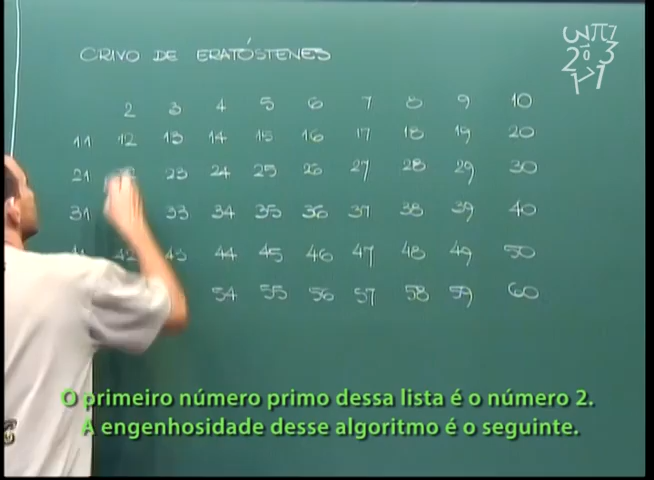 CRIVO DE ERATÓSTENES
2 3 4 5 6 7 8 9 10
11 12 13 14 15 16 17 18 19 20
21 23 24 25 26 27 28 29 30
31 33 34 35 36 37 38 39 40
42 43 44 45 46 47 48 49 50
54 55 56 57 58 59 60
O primeiro número primo dessa lista é o número 2.
A engenhosidade desse algoritmo é o seguinte.